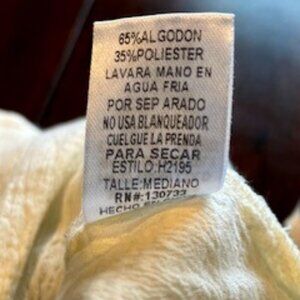 65%ALGODON
35%POLIESTER
LAVARA MANO EN
AGUA FRIA
POR SEP ARADO
NO USA BLANQUEADOR
CUELGUE LA PRENDA
PARA SECAR
ESTILO:H2195
TALLE:MEDIANO
RN#:130733
HECHO